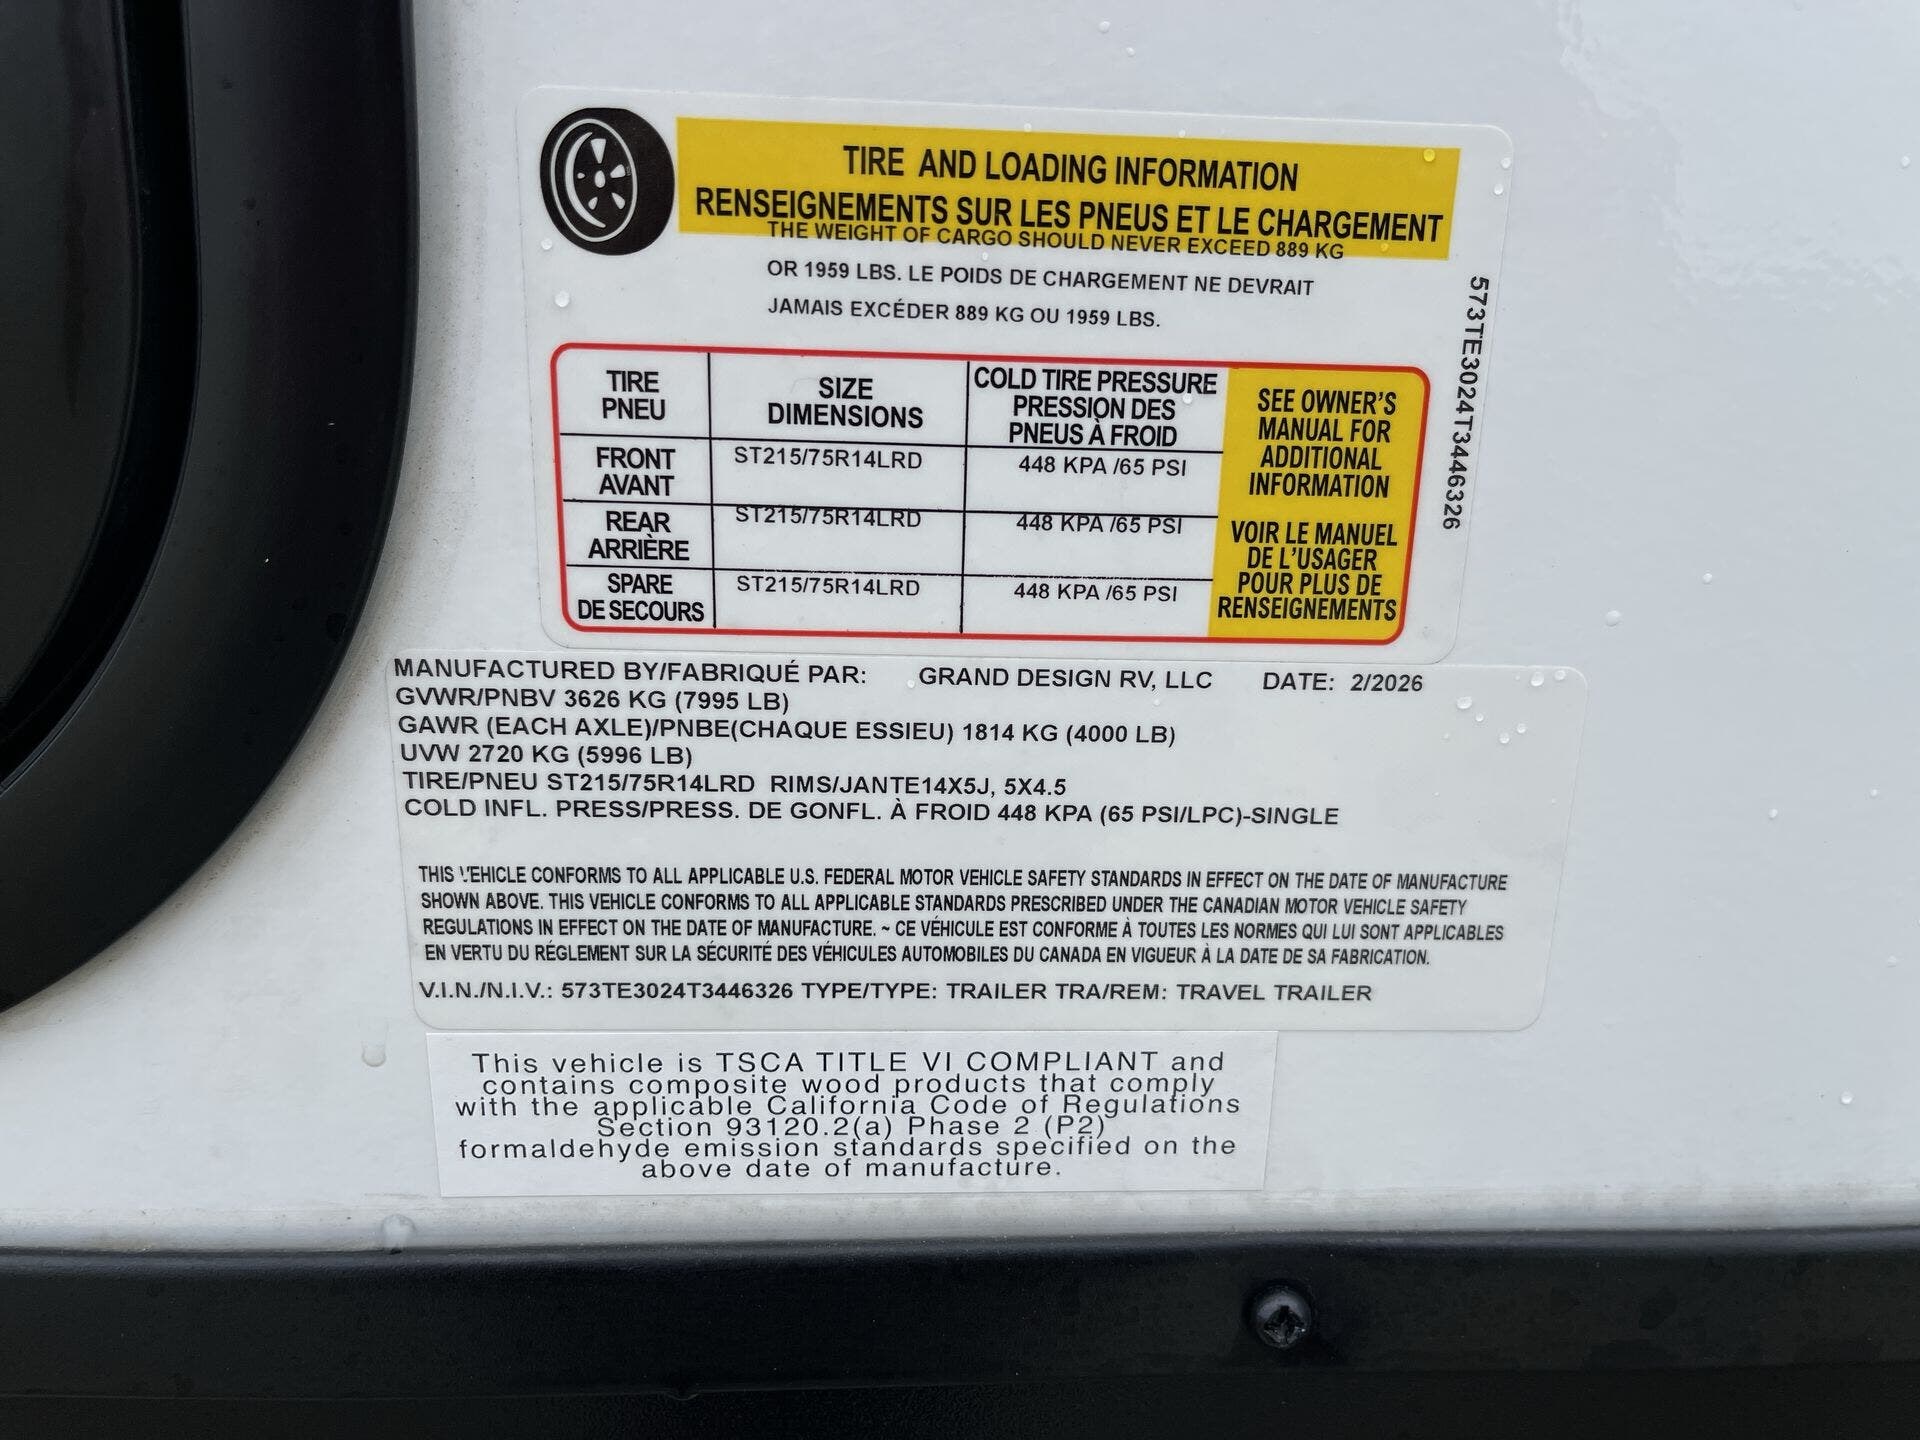 TIRE AND LOADING INFORMATION
RENSEIGNEMENTS SUR LES PNEUS ET LE CHARGEMENT
THE WEIGHT OF CARGO SHOULD NEVER EXCEED 889 KG
OR 1959 LBS. LE POIDS DE CHARGEMENT NE DEVRAIT
JAMAIS EXCÉDER 889 KG OU 1959 LBS.
573TE3024T3446326
TIRE
PNEU
SIZE
DIMENSIONS
COLD TIRE PRESSURE
PRESSION DES
PNEUS À FROID
FRONT
AVANT
ST215/75R14LRD
448 KPA /65 PSI
REAR
ARRIÈRE
ST215/75R14LRD
448 KPA /65 PSI
SPARE
DE SECOURS
ST215/75R14LRD
448 KPA /65 PSI
SEE OWNER'S
MANUAL FOR
ADDITIONAL
INFORMATION
VOIR LE MANUEL
DE L'USAGER
POUR PLUS DE
RENSEIGNEMENTS
MANUFACTURED BY/FABRIQUÉ PAR: GRAND DESIGN RV, LLC DATE: 2/2026
GVWR/PNBV 3626 KG (7995 LB)
GAWR (EACH AXLE)/PNBE(CHAQUE ESSIEU) 1814 KG (4000 LB)
UVW 2720 KG (5996 LB)
TIRE/PNEU ST215/75R14LRD RIMS/JANTE14X5J, 5X4.5
COLD INFL. PRESS/PRESS. DE GONFL. À FROID 448 KPA (65 PSI/LPC)-SINGLE
THIS VEHICLE CONFORMS TO ALL APPLICABLE U.S. FEDERAL MOTOR VEHICLE SAFETY STANDARDS IN EFFECT ON THE DATE OF MANUFACTURE
SHOWN ABOVE. THIS VEHICLE CONFORMS TO ALL APPLICABLE STANDARDS PRESCRIBED UNDER THE CANADIAN MOTOR VEHICLE SAFETY
REGULATIONS IN EFFECT ON THE DATE OF MANUFACTURE. ~ CE VÉHICULE EST CONFORME À TOUTES LES NORMES QUI LUI SONT APPLICABLES
EN VERTU DU RÉGLEMENT SUR LA SÉCURITÉ DES VÉHICULES AUTOMOBILES DU CANADA EN VIGUEUR À LA DATE DE SA FABRICATION.
V.I.N./N.I.V.: 573TE3024T3446326 TYPE/TYPE: TRAILER TRA/REM: TRAVEL TRAILER
This vehicle is TSCA TITLE VI COMPLIANT and
contains composite wood products that comply
with the applicable California Code of Regulations
Section 93120.2(a) Phase 2 (P2)
formaldehyde emission standards specified on the
above date of manufacture.